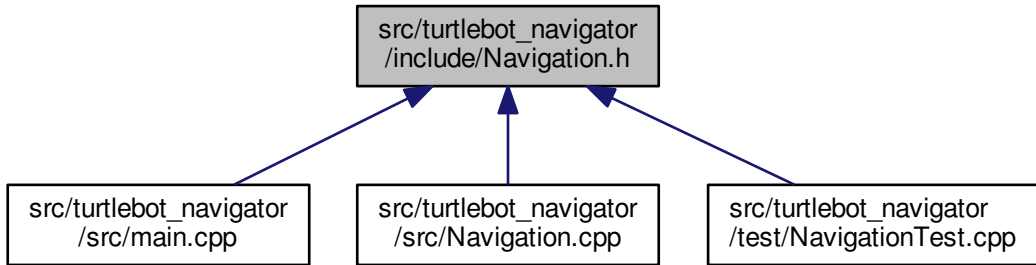 src/turtlebot_navigator
/include/Navigation.h
src/turtlebot_navigator
/src/main.cpp
src/turtlebot_navigator
/src/Navigation.cpp
src/turtlebot_navigator
/test/NavigationTest.cpp